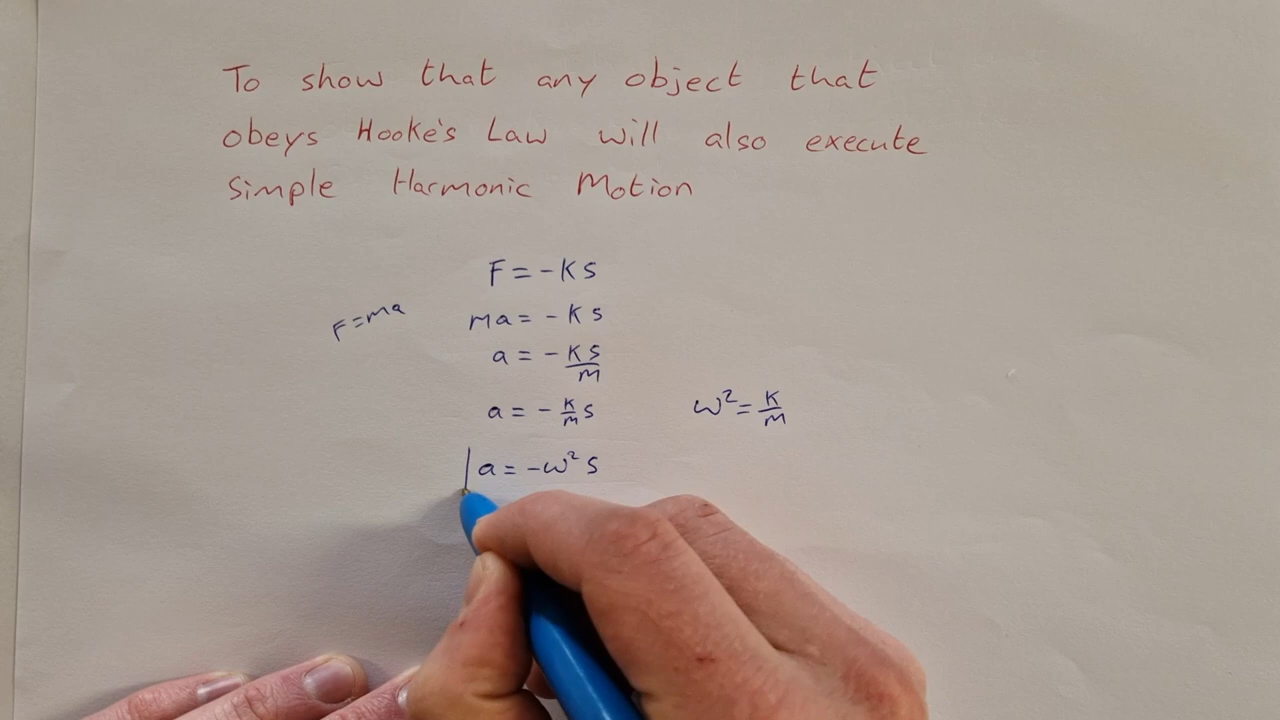 To show that any object that
obeys Hooke's Law will also execute
Simple Harmonic Motion
F = -KS
F=ma
ma = - KS
a = - KS/M
a = - K/M S
ω² = K/M
a = -ω² S